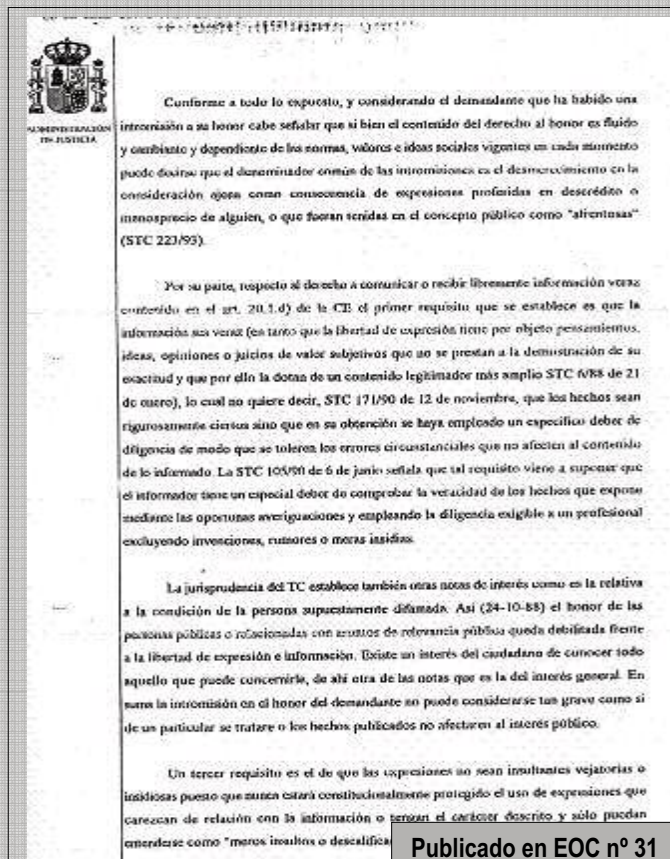 ADMINISTRACIÓN
DE JUSTICIA
Conforme a todo lo expuesto, y considerando el demandante que ha habido una
intromisión a su honor cabe señalar que si bien el contenido del derecho al honor es fluido
y cambiante y dependiente de las normas, valores e ideas sociales vigentes en cada momento
puede decirse que el denominador común de las intromisiones es el desmerecimiento en la
consideración ajena como consecuencia de expresiones proferidas en descrédito o
menosprecio de alguien, o que fueran tenidas en el concepto público como "afrentosas"
(STC 223/93).
Por su parte, respecto al derecho a comunicar o recibir libremente información veraz
contenido en el art. 20.1.d) de la CE el primer requisito que se establece es que la
información sea veraz (en tanto que la libertad de expresión tiene por objeto pensamientos,
ideas, opiniones o juicios de valor subjetivos que no se prestan a la demostración de su
exactitud y que por ello la dotan de un contenido legitimador más amplio STC 6/88 de 21
de enero), lo cual no quiere decir, STC 171/90 de 12 de noviembre, que los hechos sean
rigurosamente ciertos sino que en su obtención se haya empleado un específico deber de
diligencia de modo que se toleren los errores circunstanciales que no afecten al contenido
de lo informado. La STC 105/90 de 6 de junio señala que tal requisito viene a suponer que
el informador tiene un especial deber de comprobar la veracidad de los hechos que expone
mediante las oportunas averiguaciones y empleando la diligencia exigible a un profesional
excluyendo invenciones, rumores o meras insidias.
La jurisprudencia del TC establece también otras notas de interés como es la relativa
a la condición de la persona supuestamente difamada. Así (24-10-88) el honor de las
personas públicas o relacionadas con asuntos de relevancia pública queda debilitada frente
a la libertad de expresión e información. Existe un interés del ciudadano de conocer todo
aquello que puede concernirle, de ahí otra de las notas que es la del interés general. En
suma la intromisión en el honor del demandante no puede considerarse tan grave como si
de un particular se tratare o los hechos publicados no afectaren al interés público.
Un tercer requisito es el de que las expresiones no sean insultantes vejatorias o
insidiosas puesto que nunca estará constitucionalmente protegido el uso de expresiones que
carezcan de relación con la información o tengan el carácter descrito y sólo puedan
entenderse como "meros insultos o descalifica
Publicado en EOC nº 31